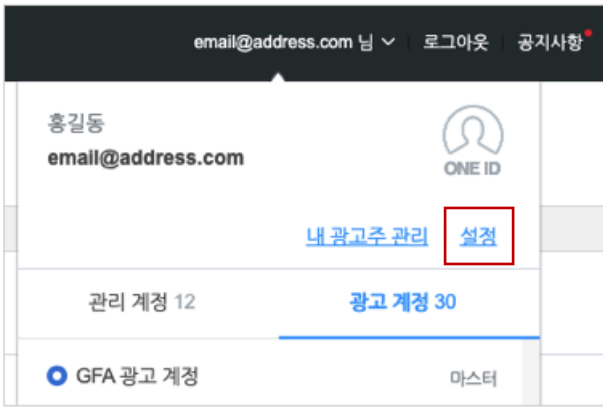 email@address.com 님 로그아웃 공지사항
홍길동
email@address.com
ONE ID
내 광고주 관리 설정
관리 계정 12 광고 계정 30
GFA 광고 계정 마스터